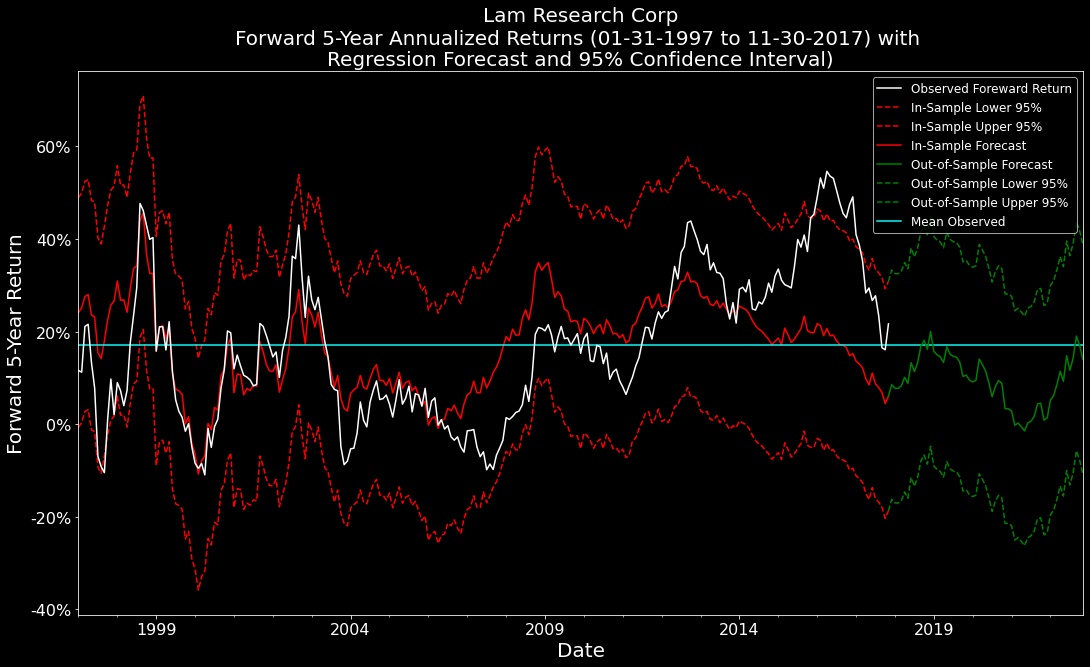 Lam Research Corp
Forward 5-Year Annualized Returns (01-31-1997 to 11-30-2017) with
Regression Forecast and 95% Confidence Interval)
Observed Foreward Return
In-Sample Lower 95%
In-Sample Upper 95%
In-Sample Forecast
Out-of-Sample Forecast
Out-of-Sample Lower 95%
Out-of-Sample Upper 95%
Mean Observed
Forward 5-Year Return
60%
40%
20%
0%
-20%
-40%
1999
2004
2009
2014
2019
Date